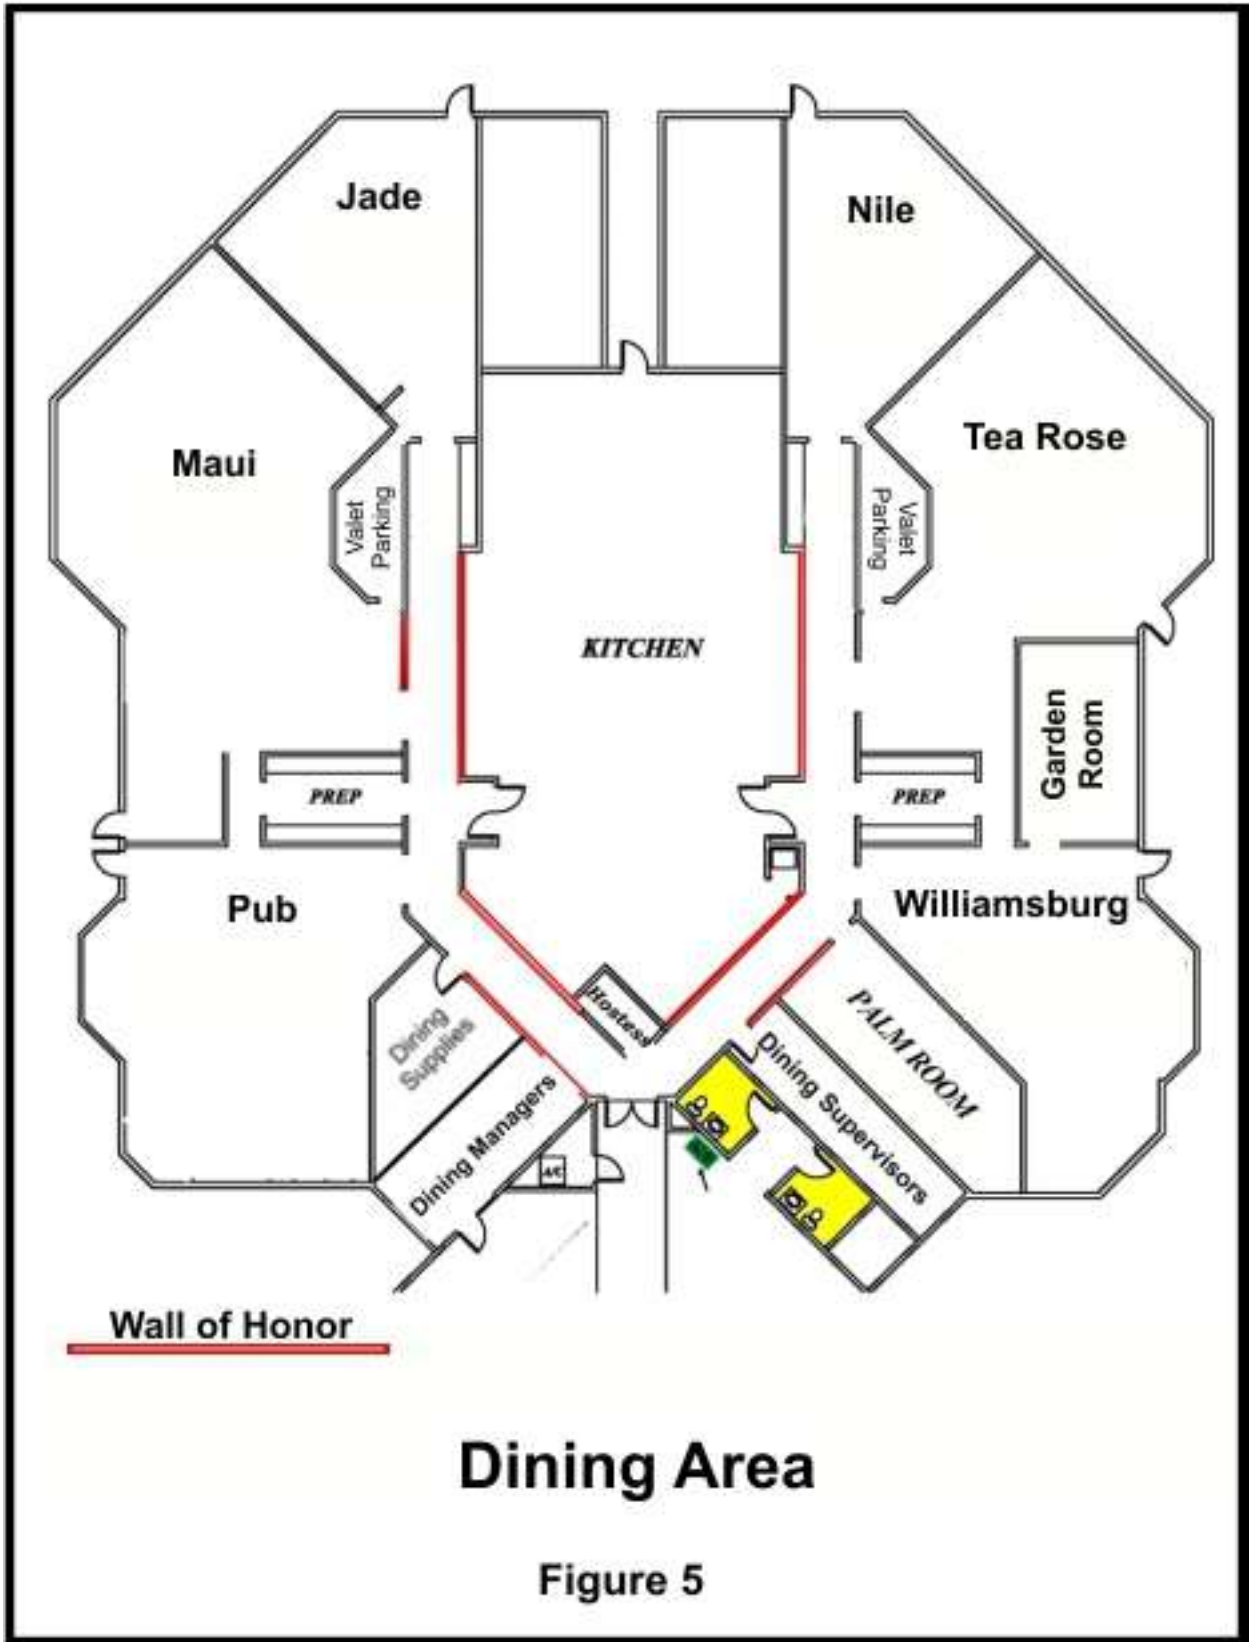 Jade
Nile
Maui
Tea Rose
Valet
Parking
Valet
Parking
KITCHEN
Garden
Room
PREP
PREP
Pub
Williamsburg
Hostess
PALM ROOM
Dining
Supplies
Dining Supervisors
Dining Managers
A/C
Wall of Honor
Dining Area
Figure 5